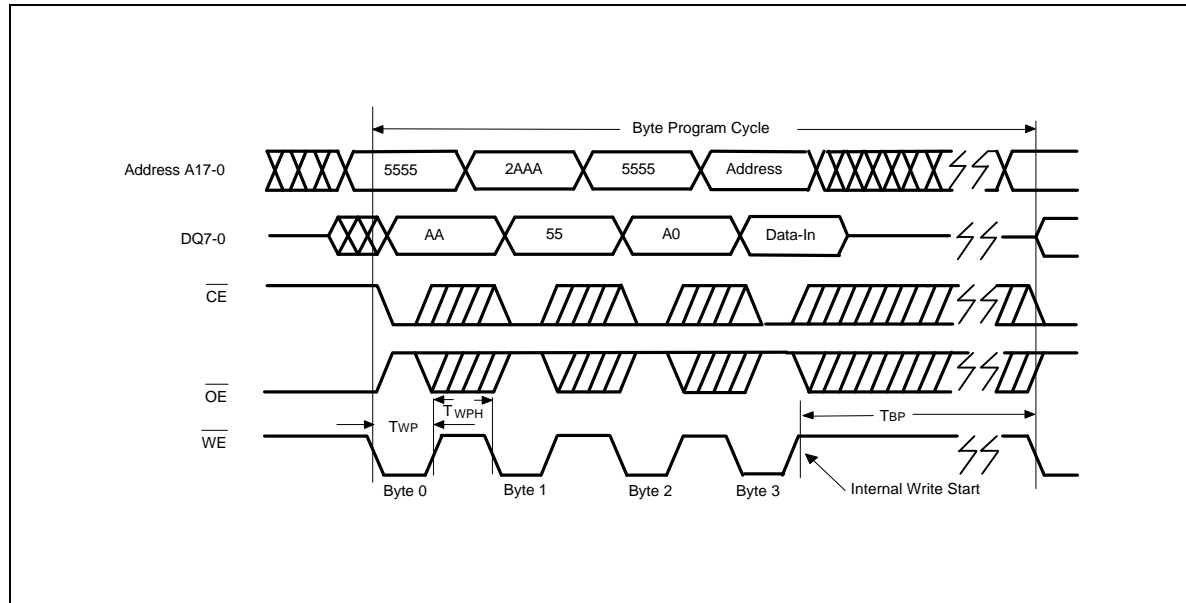 Byte Program Cycle
Address A17-0
5555
2AAA
5555
Address
DQ7-0
AA
55
A0
Data-In
CE
OE
TWPH
TWP
TBP
WE
Byte 0
Byte 1
Byte 2
Byte 3
Internal Write Start